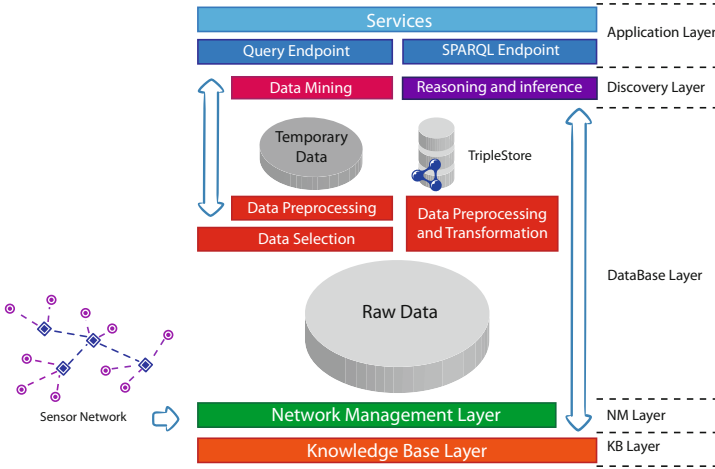 Services
Application Layer
Query Endpoint
SPARQL Endpoint
Data Mining
Reasoning and inference
Discovery Layer
Temporary
Data
TripleStore
Data Preprocessing
Data Preprocessing
and Transformation
Data Selection
DataBase Layer
Raw Data
Sensor Network
Network Management Layer
NM Layer
Knowledge Base Layer
KB Layer